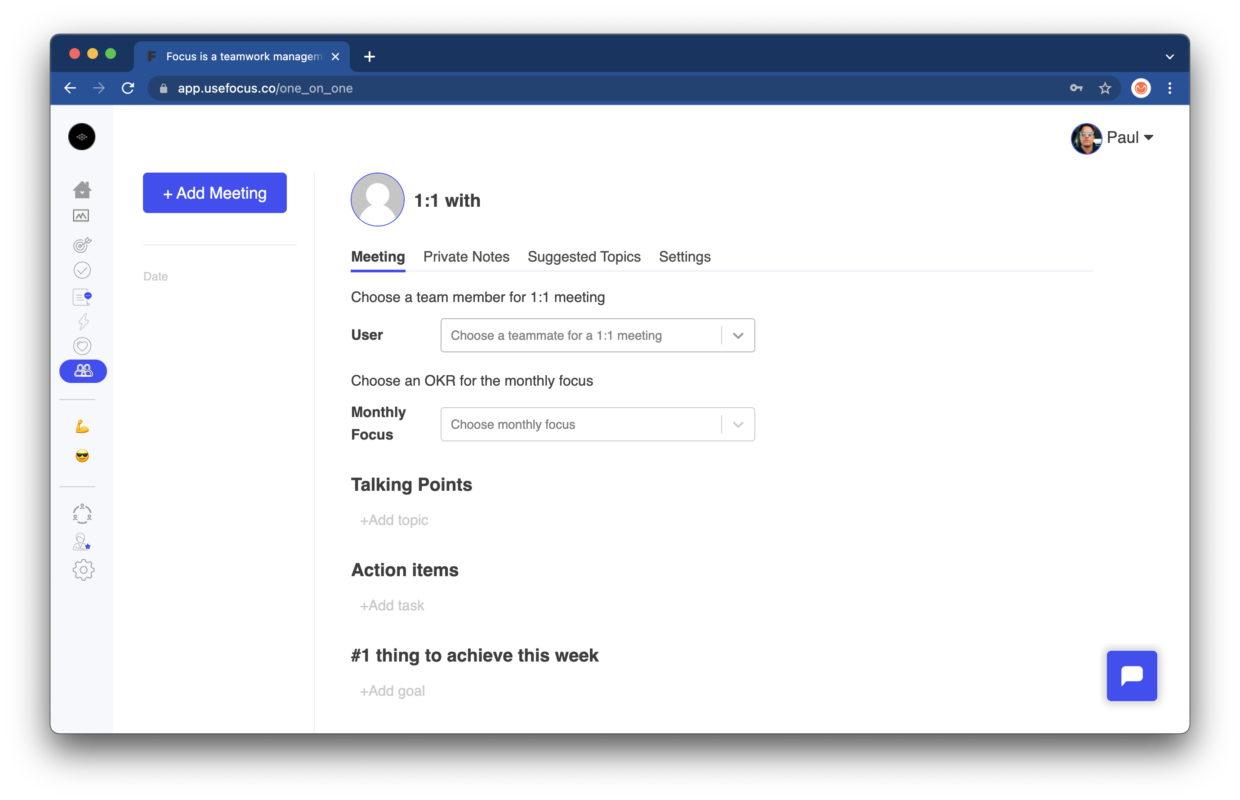 Focus is a teamwork managem
app.usefocus.co/one_on_one
Paul
+ Add Meeting
Date
1:1 with
Meeting Private Notes Suggested Topics Settings
Choose a team member for 1:1 meeting
User Choose a teammate for a 1:1 meeting
Choose an OKR for the monthly focus
Monthly
Focus
Choose monthly focus
Talking Points
+Add topic
Action items
+Add task
#1 thing to achieve this week
+Add goal